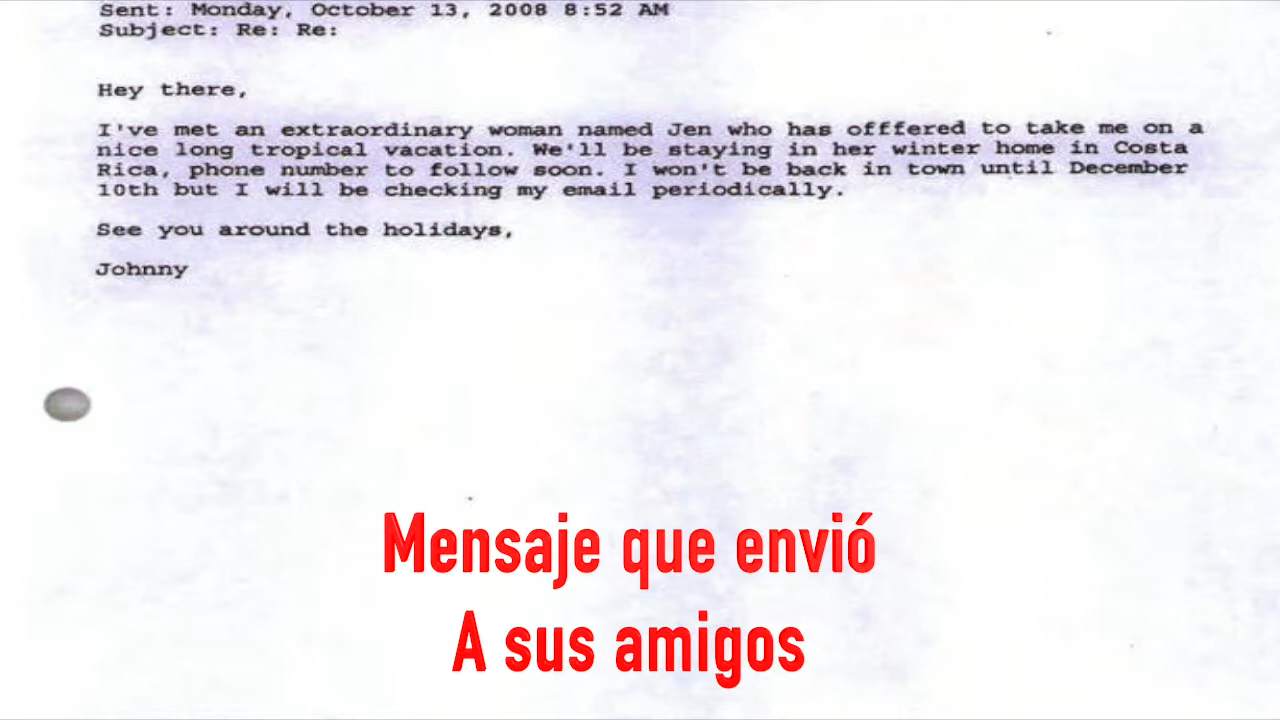 Sent: Monday, October 13, 2008 8:52 AM
Subject: Re: Re:
Hey there,
I've met an extraordinary woman named Jen who has offfered to take me on a
nice long tropical vacation. We'll be staying in her winter home in Costa
Rica, phone number to follow soon. I won't be back in town until December
10th but I will be checking my email periodically.
See you around the holidays,
Johnny
Mensaje que envió
A sus amigos